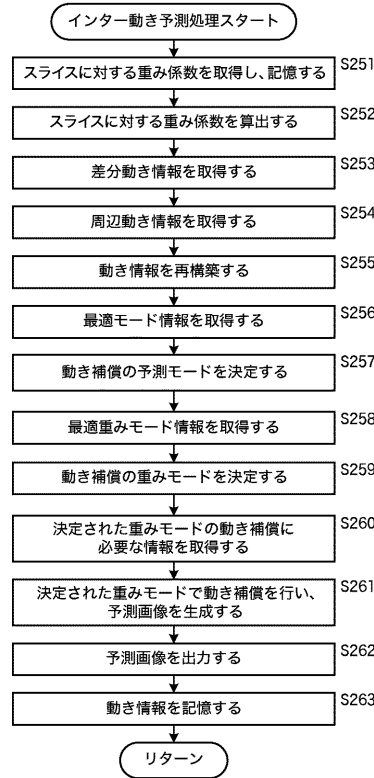 インター動き予測処理スタート
スライスに対する重み係数を取得し、記憶する
S251
スライスに対する重み係数を算出する
S252
差分動き情報を取得する
S253
周辺動き情報を取得する
S254
動き情報を再構築する
S255
最適モード情報を取得する
S256
動き補償の予測モードを決定する
S257
最適重みモード情報を取得する
S258
動き補償の重みモードを決定する
S259
決定された重みモードの動き補償に
必要な情報を取得する
S260
決定された重みモードで動き補償を行い、
予測画像を生成する
S261
予測画像を出力する
S262
動き情報を記憶する
S263
リターン